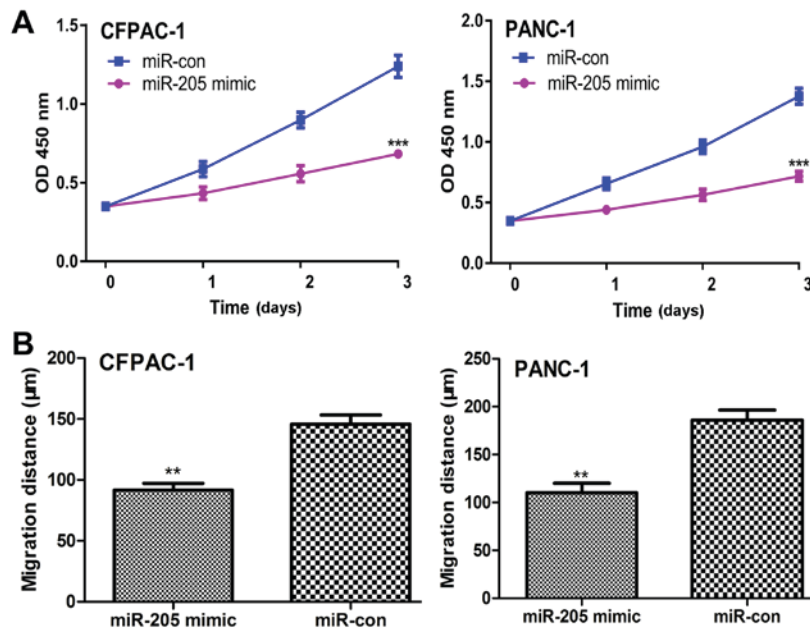 A
CFPAC-1
miR-con
miR-205 mimic
OD 450 nm
1.5
1.0
0.5
0.0
***
0 1 2 3
Time (days)
PANC-1
miR-con
miR-205 mimic
OD 450 nm
2.0
1.5
1.0
0.5
0.0
***
0 1 2 3
Time (days)
B
CFPAC-1
Migration distance (µm)
200
150
100
50
0
**
miR-205 mimic miR-con
PANC-1
Migration distance (µm)
250
200
150
100
50
0
**
miR-205 mimic miR-con